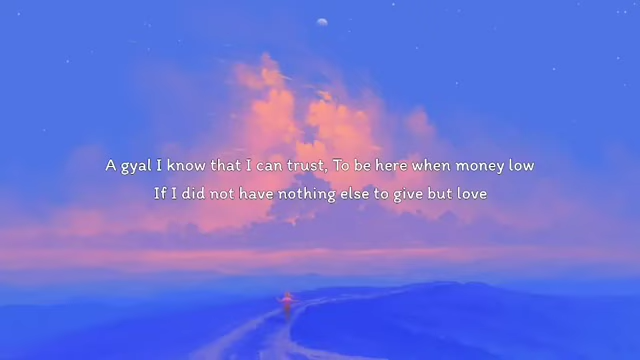 A gyal I know that I can trust, To be here when money low
If I did not have nothing else to give but love